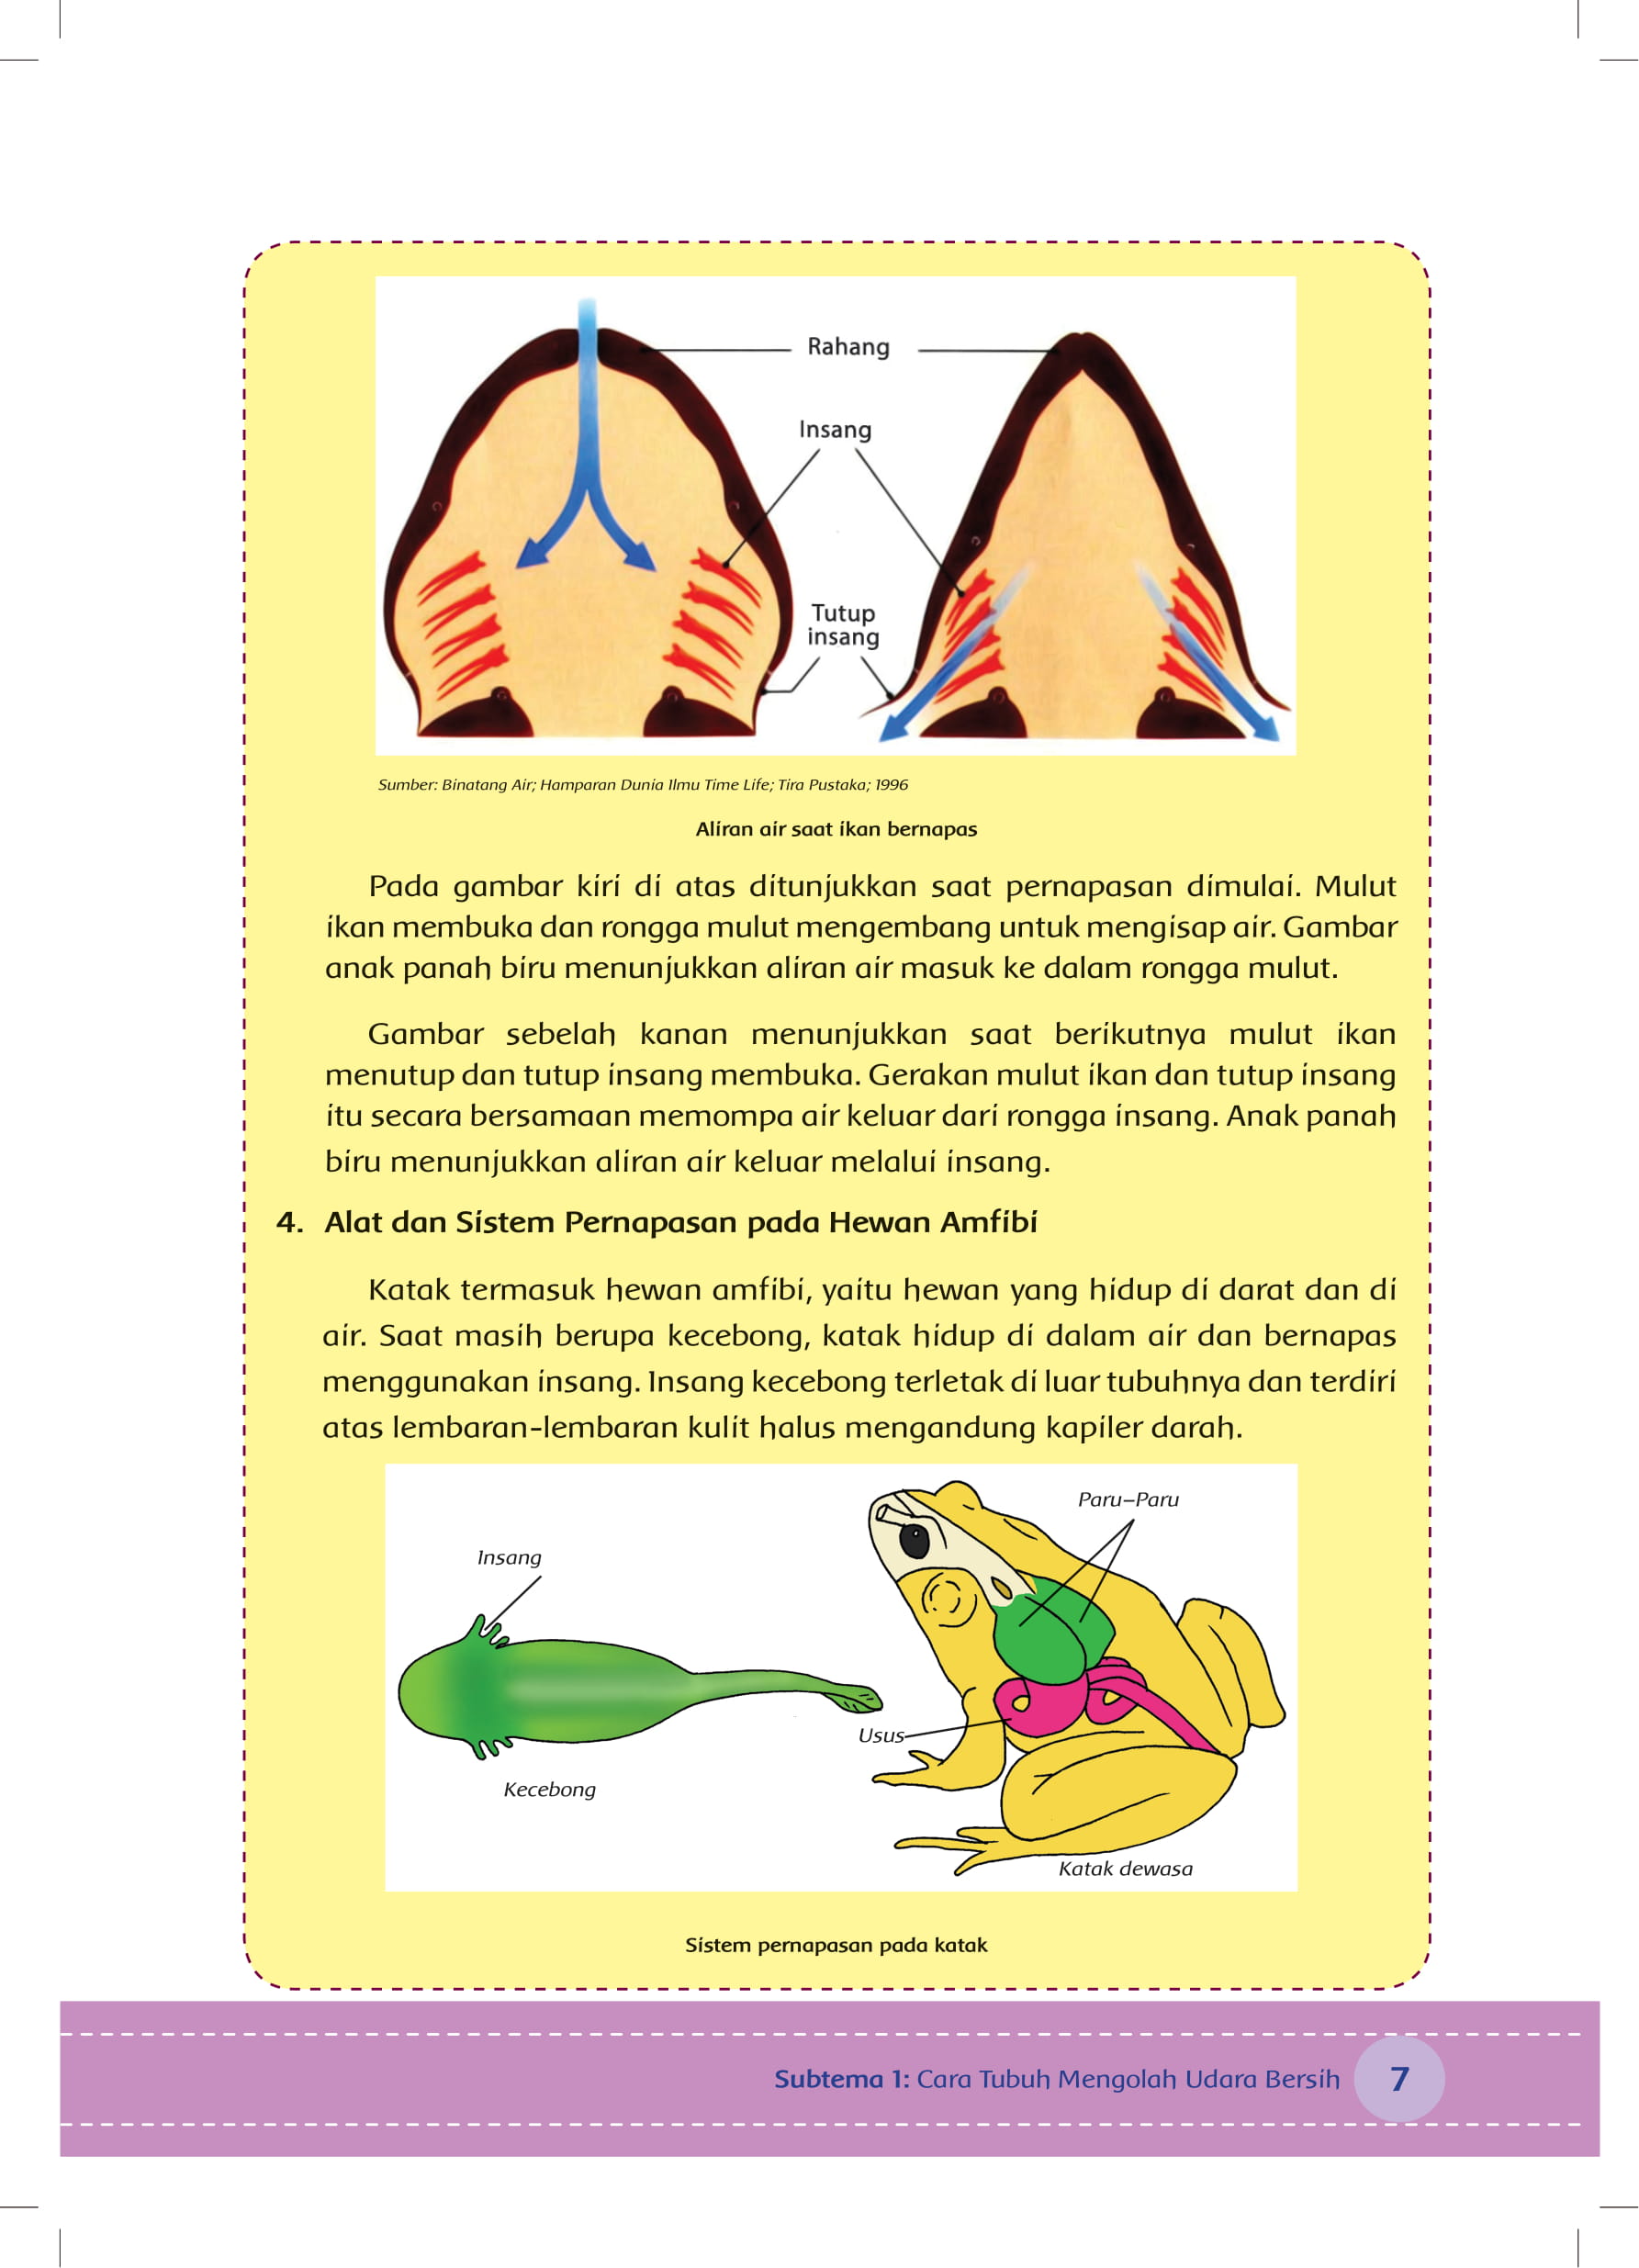 Rahang
Insang
Tutup
insang
Sumber: Binatang Air; Hamparan Dunia Ilmu Time Life; Tira Pustaka; 1996
Aliran air saat ikan bernapas
Pada gambar kiri di atas ditunjukkan saat pernapasan dimulai. Mulut
ikan membuka dan rongga mulut mengembang untuk mengisap air. Gambar
anak panah biru menunjukkan aliran air masuk ke dalam rongga mulut.
Gambar sebelah kanan menunjukkan saat berikutnya mulut ikan
menutup dan tutup insang membuka. Gerakan mulut ikan dan tutup insang
itu secara bersamaan memompa air keluar dari rongga insang. Anak panah
biru menunjukkan aliran air keluar melalui insang.
4. Alat dan Sistem Pernapasan pada Hewan Amfibi
Katak termasuk hewan amfibi, yaitu hewan yang hidup di darat dan di
air. Saat masih berupa kecebong, katak hidup di dalam air dan bernapas
menggunakan insang. Insang kecebong terletak di luar tubuhnya dan terdiri
atas lembaran-lembaran kulit halus mengandung kapiler darah.
Paru-Paru
Insang
Usus
Kecebong
Katak dewasa
Sistem pernapasan pada katak
Subtema 1: Cara Tubuh Mengolah Udara Bersih 7